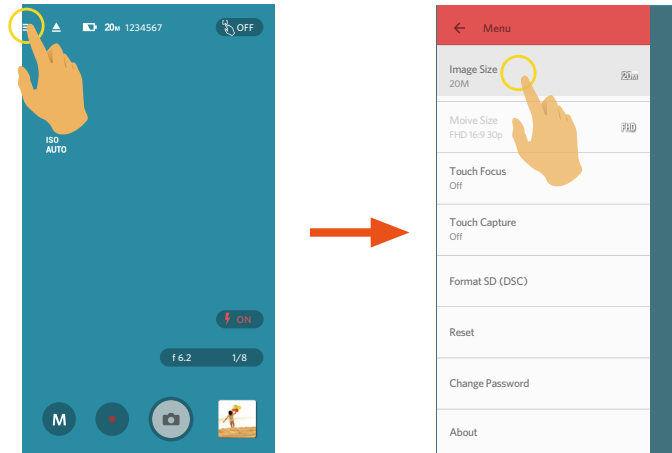 20M 1234567
OFF
ISO
AUTO
ON
f 6.2 1/8
M
Menu
Image Size
20M
20m
Moive Size
FHD 16:9 30p
FHD
Touch Focus
Off
Touch Capture
Off
Format SD (DSC)
Reset
Change Password
About